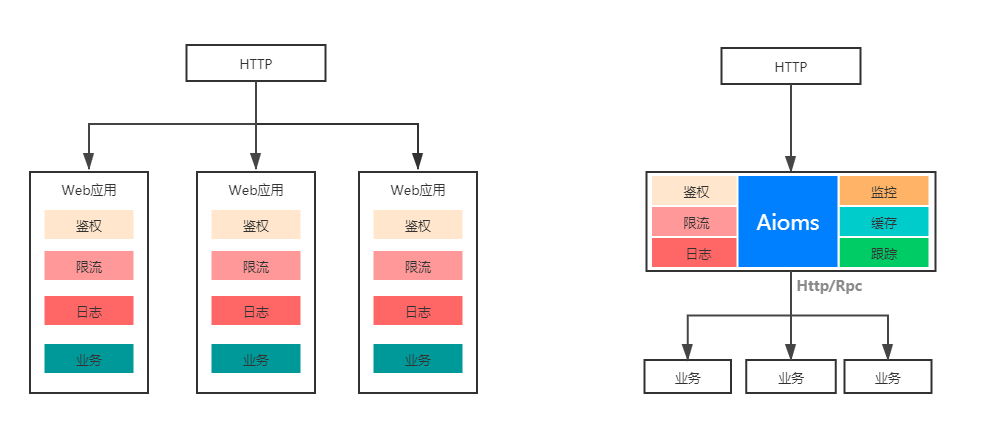 HTTP
Web应用
鉴权
限流
日志
业务
Web应用
鉴权
限流
日志
业务
Web应用
鉴权
限流
日志
业务
HTTP
鉴权
限流
日志
Aioms
监控
缓存
跟踪
Http/Rpc
业务
业务
业务